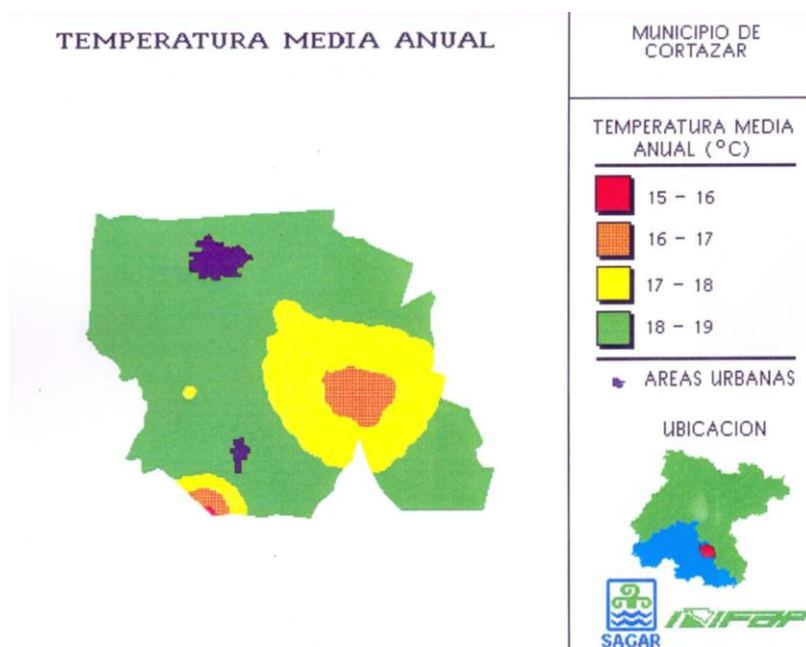 TEMPERATURA MEDIA ANUAL
MUNICIPIO DE
CORTAZAR
TEMPERATURA MEDIA
ANUAL (°C)
15 - 16
16 - 17
17 - 18
18 - 19
AREAS URBANAS
UBICACION
SAGAR
inifap